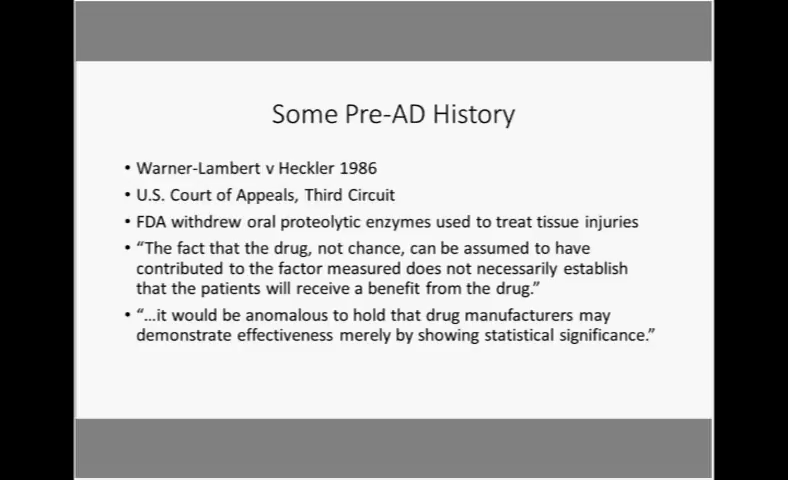 Some Pre-AD History
• Warner-Lambert v Heckler 1986
• U.S. Court of Appeals, Third Circuit
• FDA withdrew oral proteolytic enzymes used to treat tissue injuries
• “The fact that the drug, not chance, can be assumed to have
contributed to the factor measured does not necessarily establish
that the patients will receive a benefit from the drug.”
• “…it would be anomalous to hold that drug manufacturers may
demonstrate effectiveness merely by showing statistical significance.”